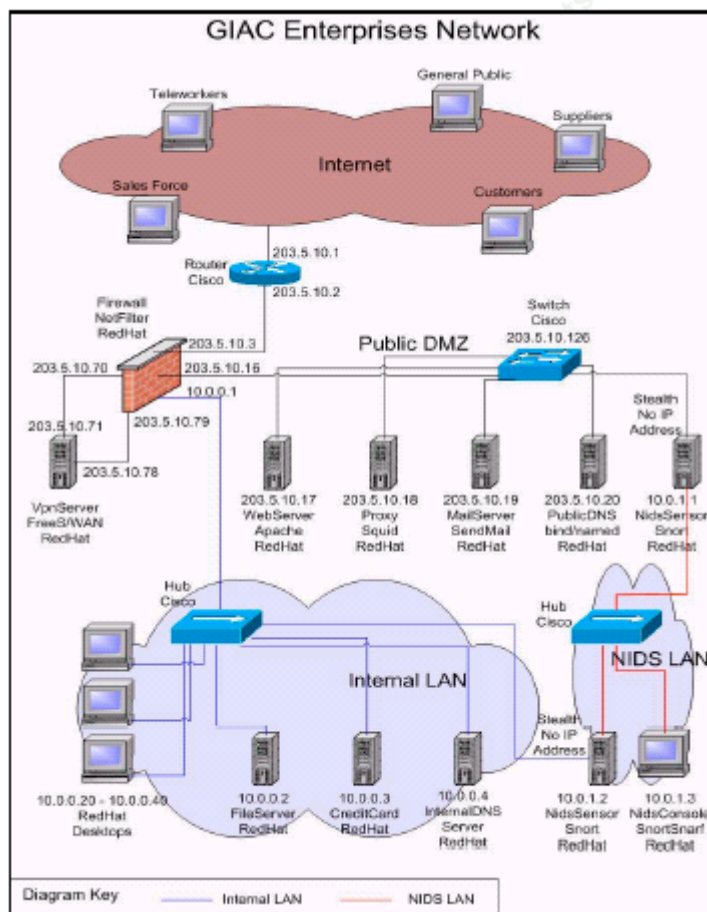 GIAC Enterprises Network
General Public
Teleworkers
Suppliers
Internet
Sales Force
Customers
203.5.10.1
Router
Cisco
203.5.10.2
Firewall
NetFilter
RedHat
Switch
Cisco
203.5.10.126
203.5.10.3
Public DMZ
203.5.10.70
203.5.10.16
10.0.0.1
Stealth
No IP
Address
203.5.10.71
203.5.10.79
203.5.10.78
VpnServer
FreeS/WAN
RedHat
203.5.10.17
WebServer
Apache
RedHat
203.5.10.18
Proxy
Squid
RedHat
203.5.10.19
MailServer
SendMail
RedHat
203.5.10.20
PublicDNS
bind/named
RedHat
10.0.1.1
NidsSensor
Snort
RedHat
Hub
Cisco
Hub
Cisco
NIDS LAN
Internal LAN
Stealth
No IP
Address
10.0.0.20 - 10.0.0.40
RedHat
Desktops
10.0.0.2
FileServer
RedHat
10.0.0.3
CreditCard
RedHat
10.0.0.4
InternalDNS
Server
RedHat
10.0.1.2
NidsSensor
Snort
RedHat
10.0.1.3
NidsConsole
SnortSnarf
RedHat
Diagram Key
Internal LAN
NIDS LAN